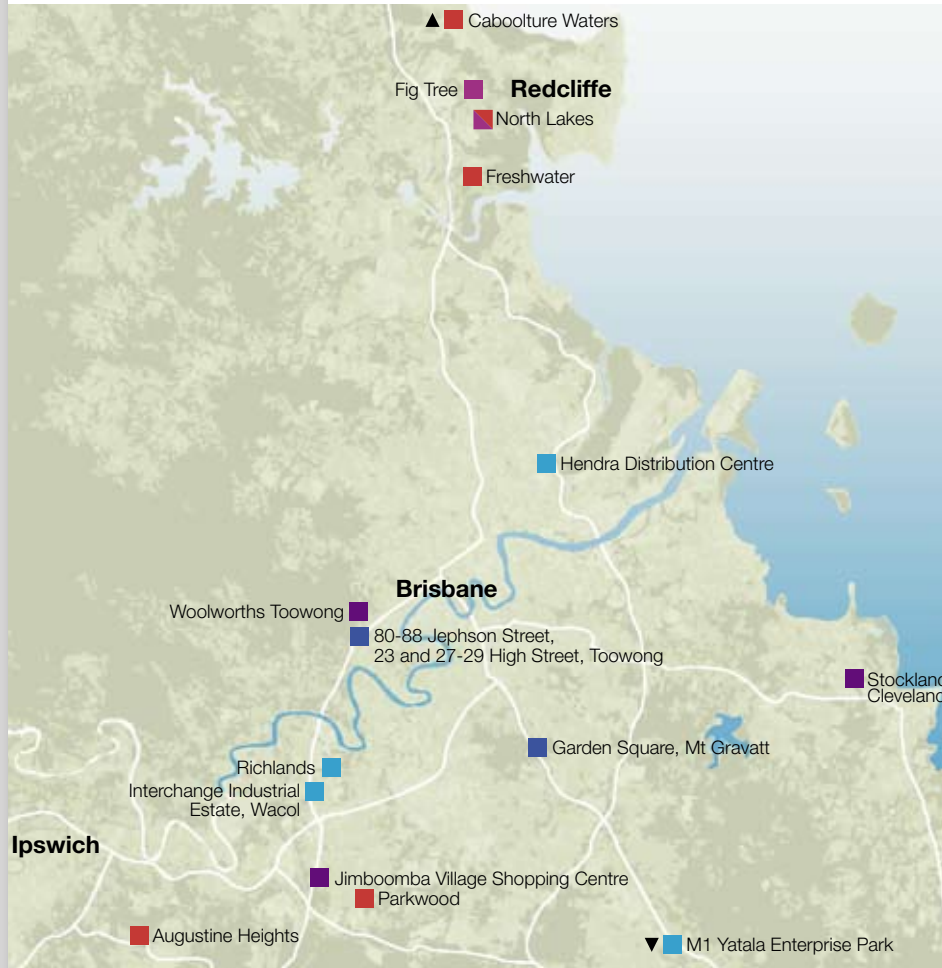 ▲ Caboolture Waters
Fig Tree
Redcliffe
North Lakes
Freshwater
Hendra Distribution Centre
Brisbane
Woolworths Toowong
80-88 Jephson Street,
23 and 27-29 High Street, Toowong
Stockland
Cleveland
Garden Square, Mt Gravatt
Richlands
Interchange Industrial
Estate, Wacol
Ipswich
Jimboomba Village Shopping Centre
Parkwood
Augustine Heights
▼ M1 Yatala Enterprise Park